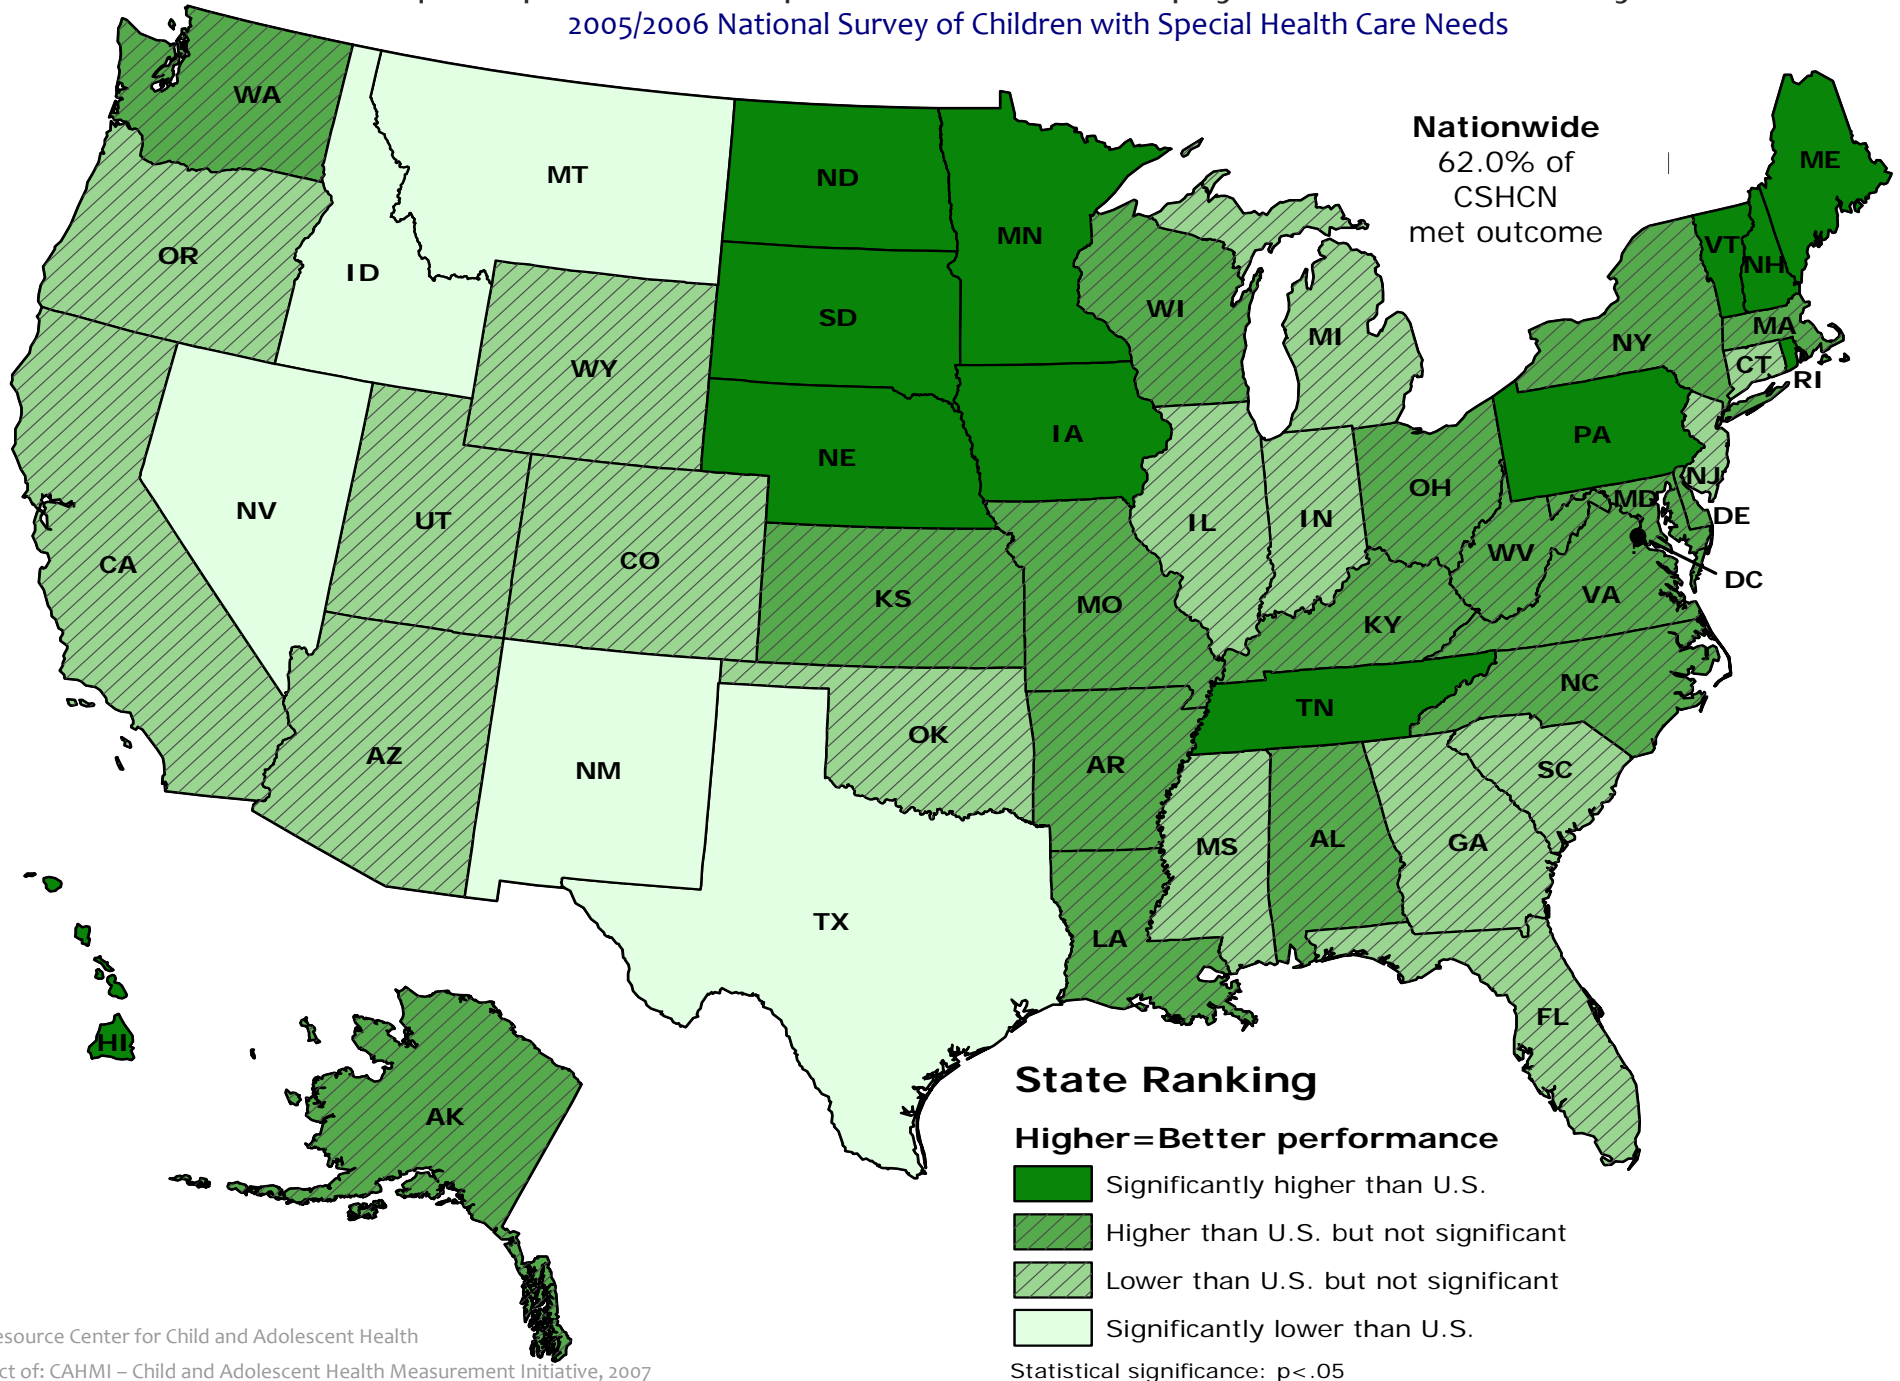 2005/2006 National Survey of Children with Special Health Care Needs
WA
MT
ND
MN
ME
Nationwide
62.0% of
CSHCN
met outcome
OR
ID
SD
WI
MI
VT
NH
NY
MA
CT
RI
WY
NE
IA
PA
NV
UT
CO
IL
IN
OH
NJ
MD
DE
DC
CA
KS
MO
WV
VA
KY
NC
TN
AZ
NM
OK
AR
SC
MS
AL
GA
TX
LA
FL
HI
AK
State Ranking
Higher=Better performance
Significantly higher than U.S.
Higher than U.S. but not significant
Lower than U.S. but not significant
Significantly lower than U.S.
Statistical significance: p<.05
esource Center for Child and Adolescent Health
ct of: CAHMI – Child and Adolescent Health Measurement Initiative, 2007